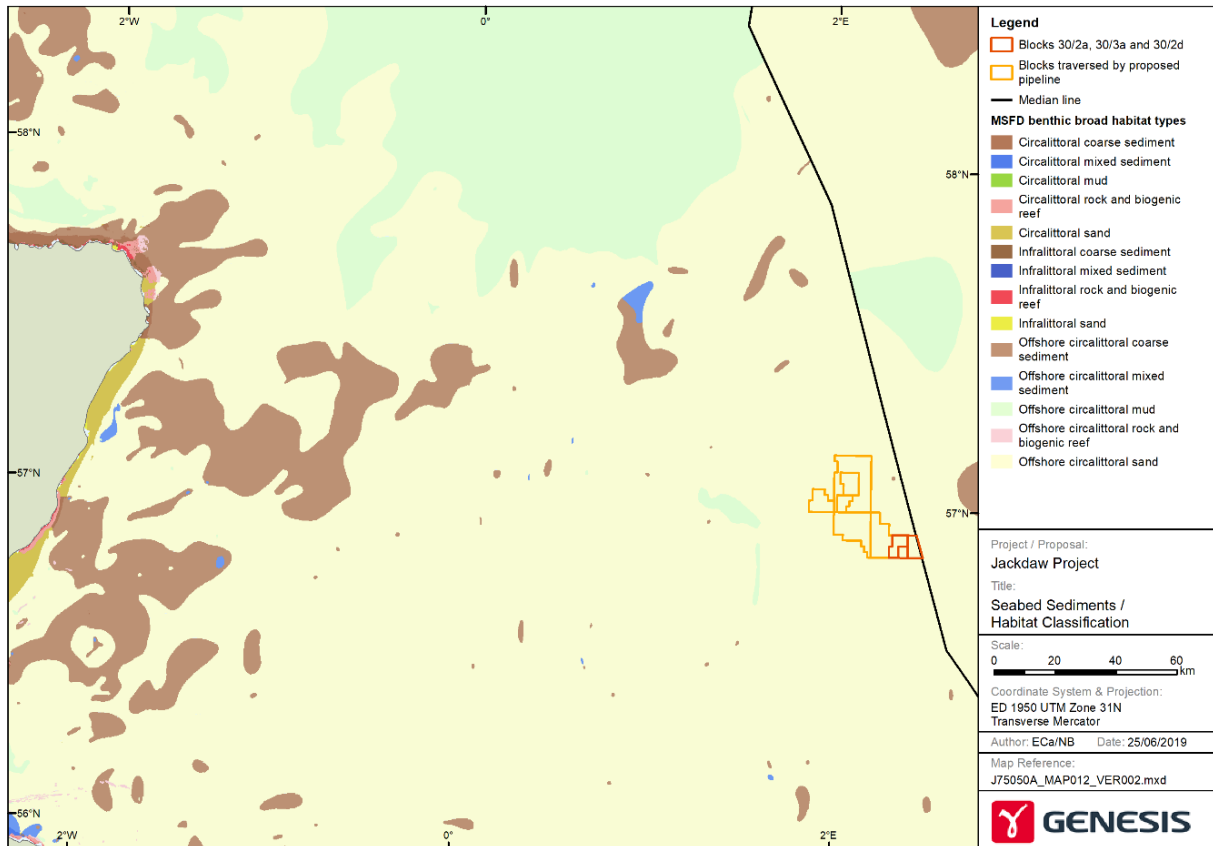 2°W
0°
2°E
58°N
58°N
57°N
57°N
56°N
2°W
0°
2°E
Legend
Blocks 30/2a, 30/3a and 30/2d
Blocks traversed by proposed
pipeline
Median line
MSFD benthic broad habitat types
Circalittoral coarse sediment
Circalittoral mixed sediment
Circalittoral mud
Circalittoral rock and biogenic
reef
Circalittoral sand
Infralittoral coarse sediment
Infralittoral mixed sediment
Infralittoral rock and biogenic
reef
Infralittoral sand
Offshore circalittoral coarse
sediment
Offshore circalittoral mixed
sediment
Offshore circalittoral mud
Offshore circalittoral rock and
biogenic reef
Offshore circalittoral sand
Project / Proposal:
Jackdaw Project
Title:
Seabed Sediments /
Habitat Classification
Scale:
0 20 40 60
km
Coordinate System & Projection:
ED 1950 UTM Zone 31N
Transverse Mercator
Author: ECa/NB Date: 25/06/2019
Map Reference:
J75050A_MAP012_VER002.mxd
GENESIS